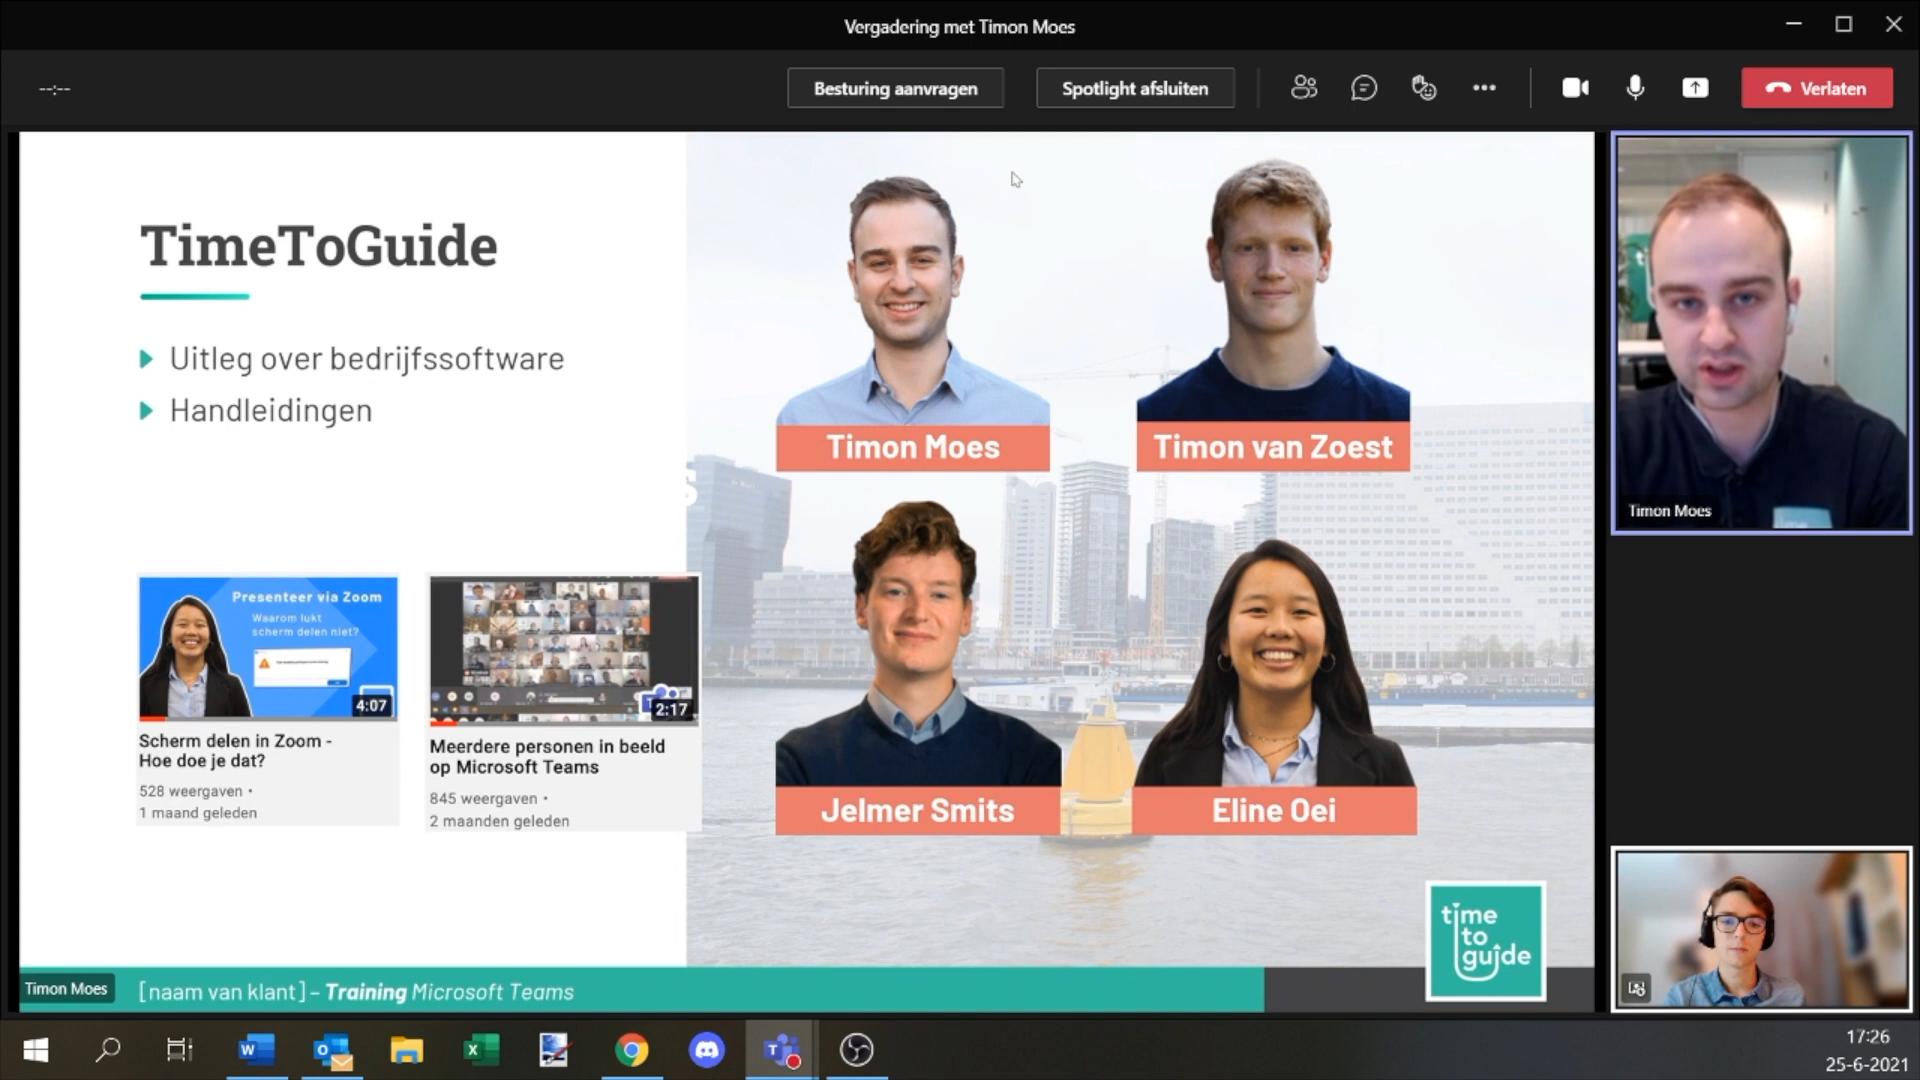 Vergadering met Timon Moes
--:--
Besturing aanvragen
Spotlight afsluiten
Verlaten
TimeToGuide
Uitleg over bedrijfssoftware
Handleidingen
Timon Moes
Timon van Zoest
Jelmer Smits
Eline Oei
Presenteer via Zoom
Waarom lukt
scherm delen niet?
4:07
Scherm delen in Zoom -
Hoe doe je dat?
528 weergaven •
1 maand geleden
2:17
Meerdere personen in beeld
op Microsoft Teams
845 weergaven •
2 maanden geleden
time
to
guide
Timon Moes
[naam van klant] – Training Microsoft Teams
Timon Moes
17:26
25-6-2021